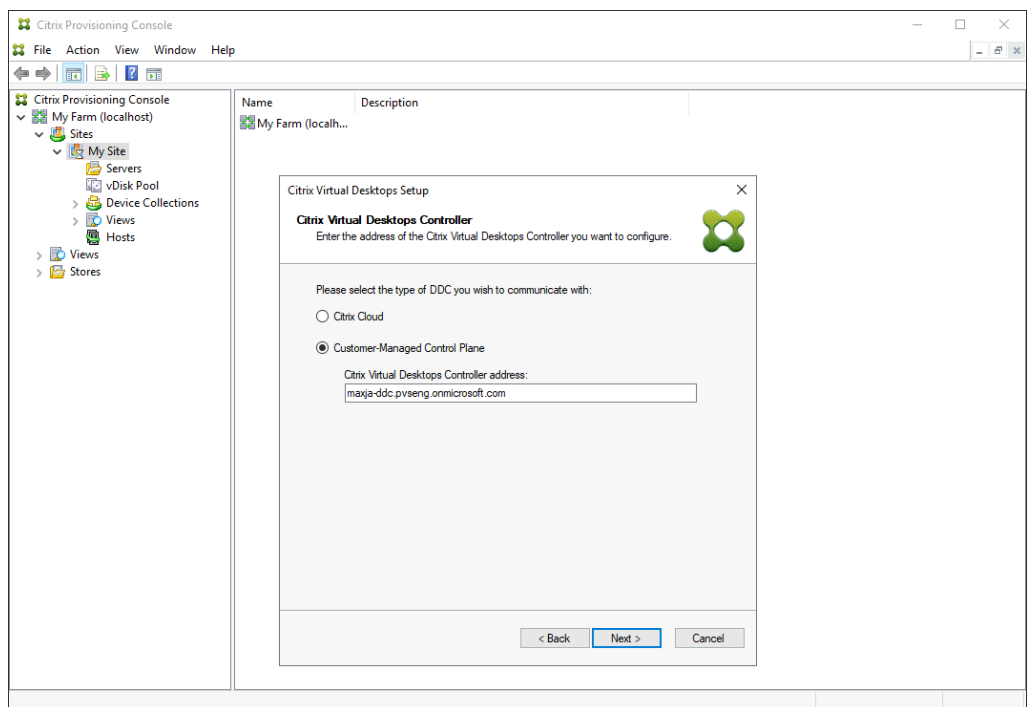 Citrix Provisioning Console
File Action View Window Help
Citrix Provisioning Console
My Farm (localhost)
Sites
My Site
Servers
vDisk Pool
Device Collections
Views
Hosts
Views
Stores
Name Description
My Farm (localh...
Citrix Virtual Desktops Setup
Citrix Virtual Desktops Controller
Enter the address of the Citrix Virtual Desktops Controller you want to configure.
Please select the type of DDC you wish to communicate with:
Citrix Cloud
Customer-Managed Control Plane
Citrix Virtual Desktops Controller address:
maxja-ddc.pvseng.onmicrosoft.com
< Back Next > Cancel